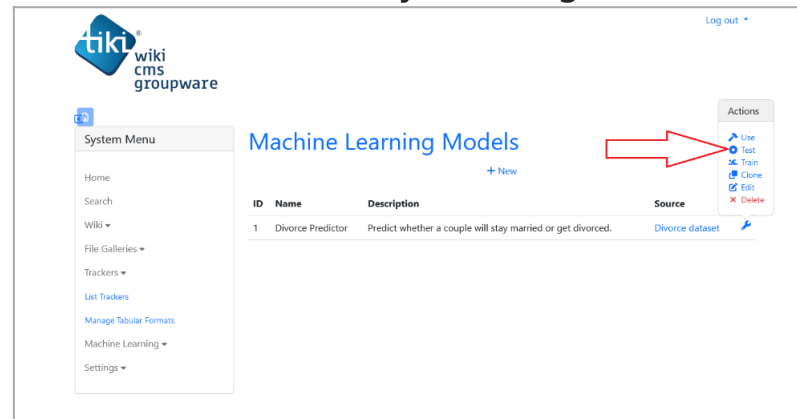 Log out
tiki
wiki
cms
groupware
Actions
Use
Test
Train
Clone
Edit
Delete
System Menu
Home
Search
Wiki
File Galleries
Trackers
List Trackers
Manage Tabular Formats
Machine Learning
Settings
Machine Learning Models
+ New
ID Name Description Source
1 Divorce Predictor Predict whether a couple will stay married or get divorced. Divorce dataset